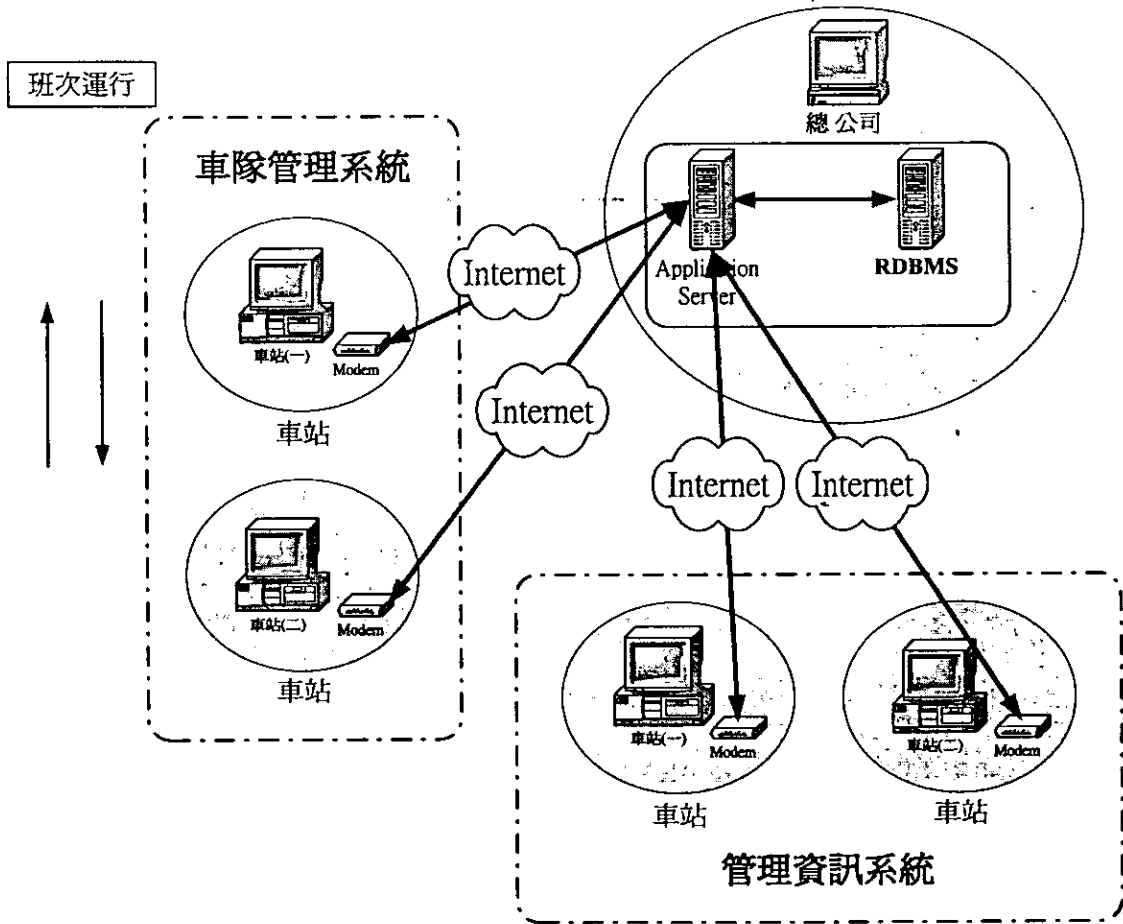 班次運行
車隊管理系統
車站(一)
Modem
車站
車站(二)
Modem
車站
Internet
Internet
總公司
Application
Server
RDBMS
Internet
Internet
車站(一)
Modem
車站
車站(二)
Modem
車站
管理資訊系統